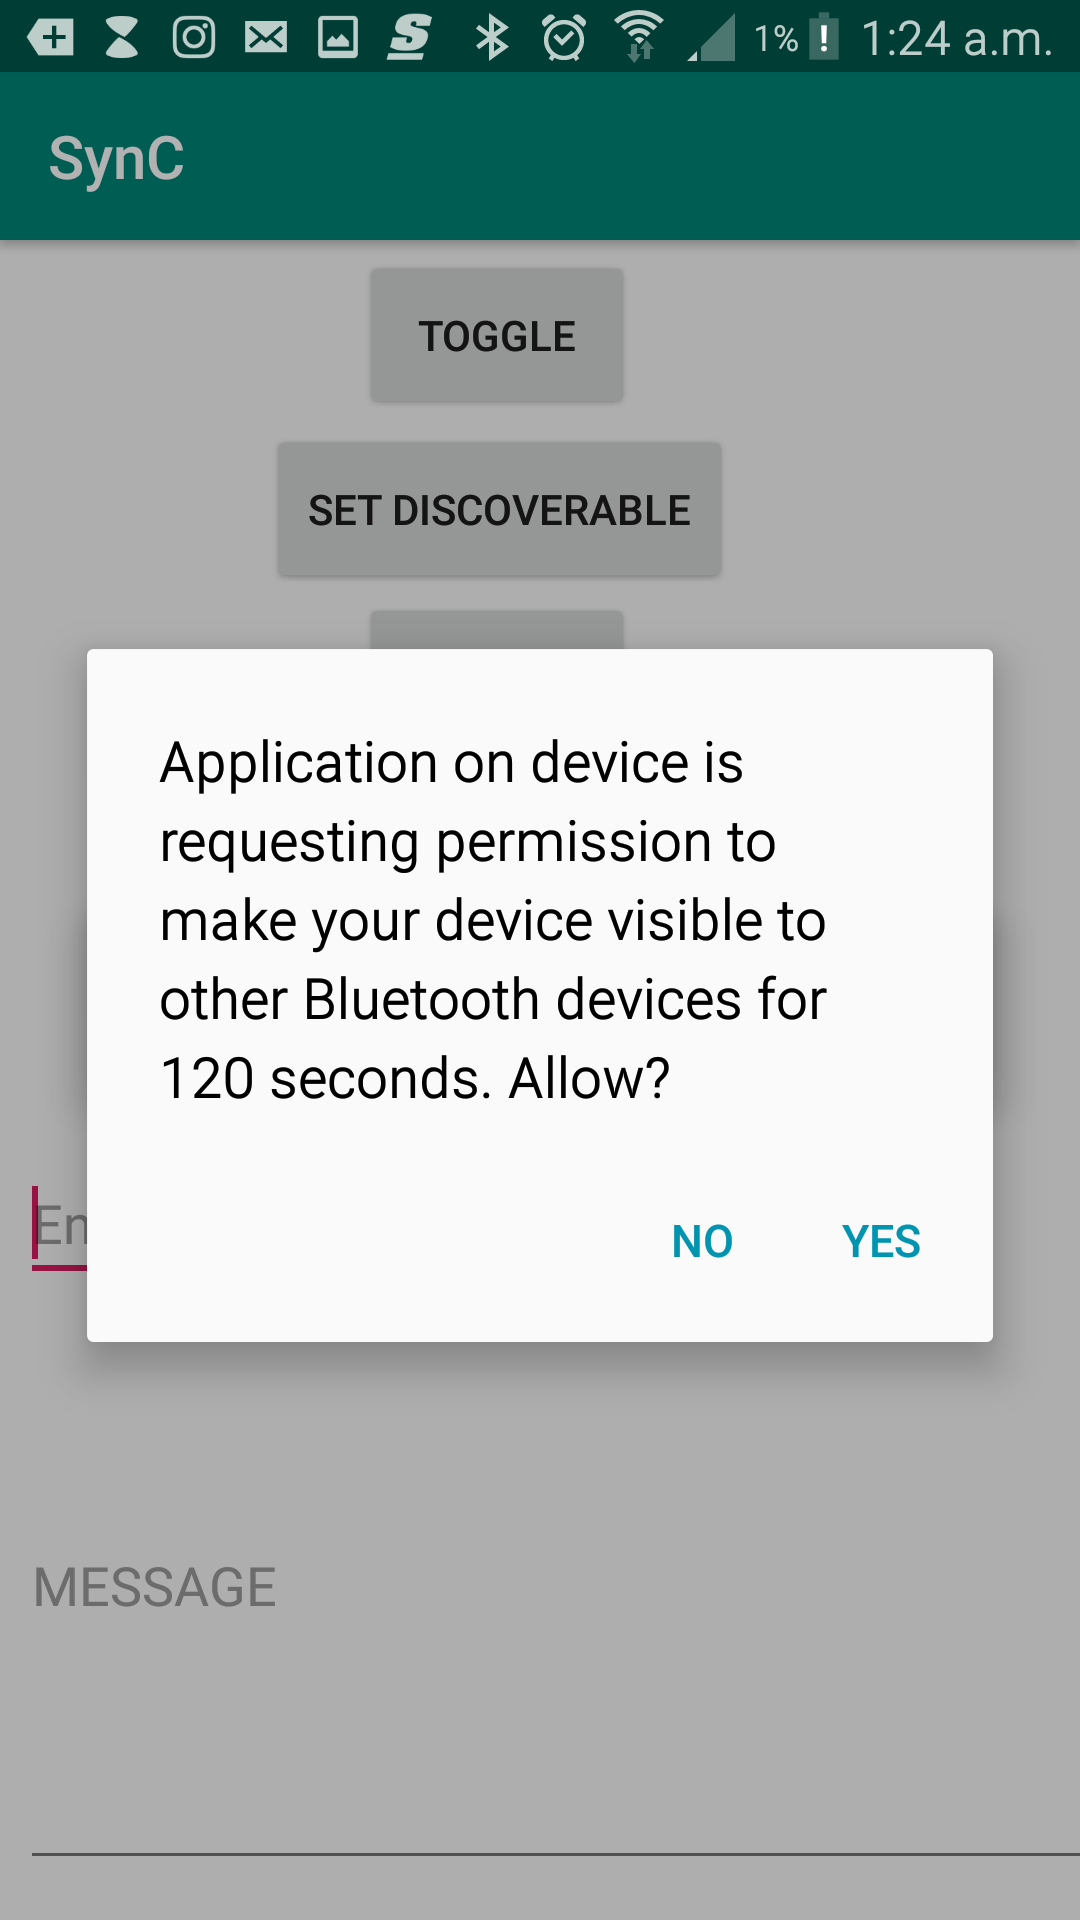 1% 1:24 a.m.
SynC
TOGGLE
SET DISCOVERABLE
Application on device is
requesting permission to
make your device visible to
other Bluetooth devices for
120 seconds. Allow?
En
NO YES
MESSAGE